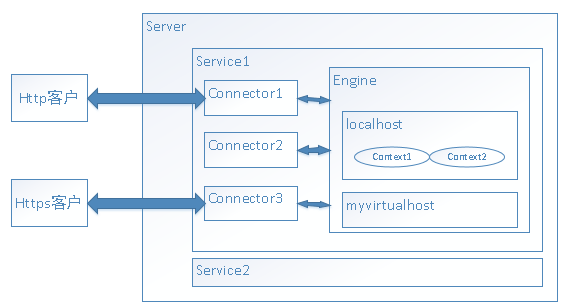 Server
Service1
Engine
Http客户
Connector1
localhost
Connector2
Context1
Context2
Https客户
Connector3
myvirtualhost
Service2